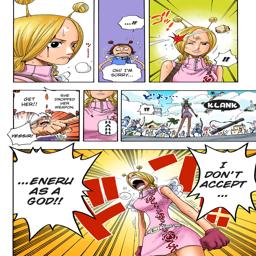 OH! I'M
SORRY...
...!!
GET
HER!!
SHE
DROPPED
HER
WEAPON.
YESSIR!
KLANK
I
DON'T
ACCEPT
...
...ENERU
AS A
GOD!!